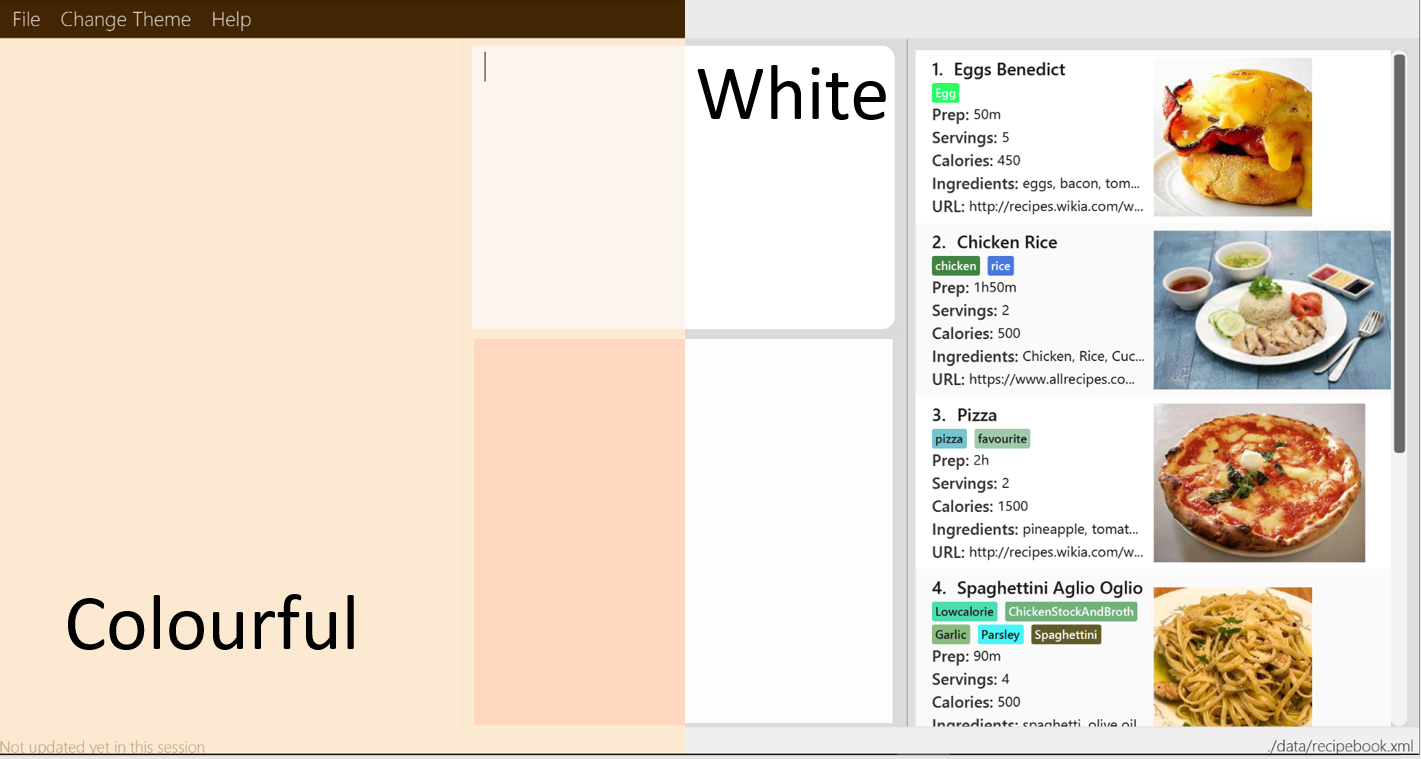 File Change Theme Help
White
Colourful
1. Eggs Benedict
Egg
Prep: 50m
Servings: 5
Calories: 450
Ingredients: eggs, bacon, tom...
URL: http://recipes.wikia.com/w...
2. Chicken Rice
chicken rice
Prep: 1h50m
Servings: 2
Calories: 500
Ingredients: Chicken, Rice, Cuc...
URL: https://www.allrecipes.co...
3. Pizza
pizza favourite
Prep: 2h
Servings: 2
Calories: 1500
Ingredients: pineapple, tomat...
URL: http://recipes.wikia.com/w...
4. Spaghettini Aglio Oglio
Lowcalorie ChickenStockAndBroth
Garlic Parsley Spaghettini
Prep: 90m
Servings: 4
Calories: 500
Ingredients: spaghetti, olive oil
Not updated yet in this session
./data/recipebook.xml